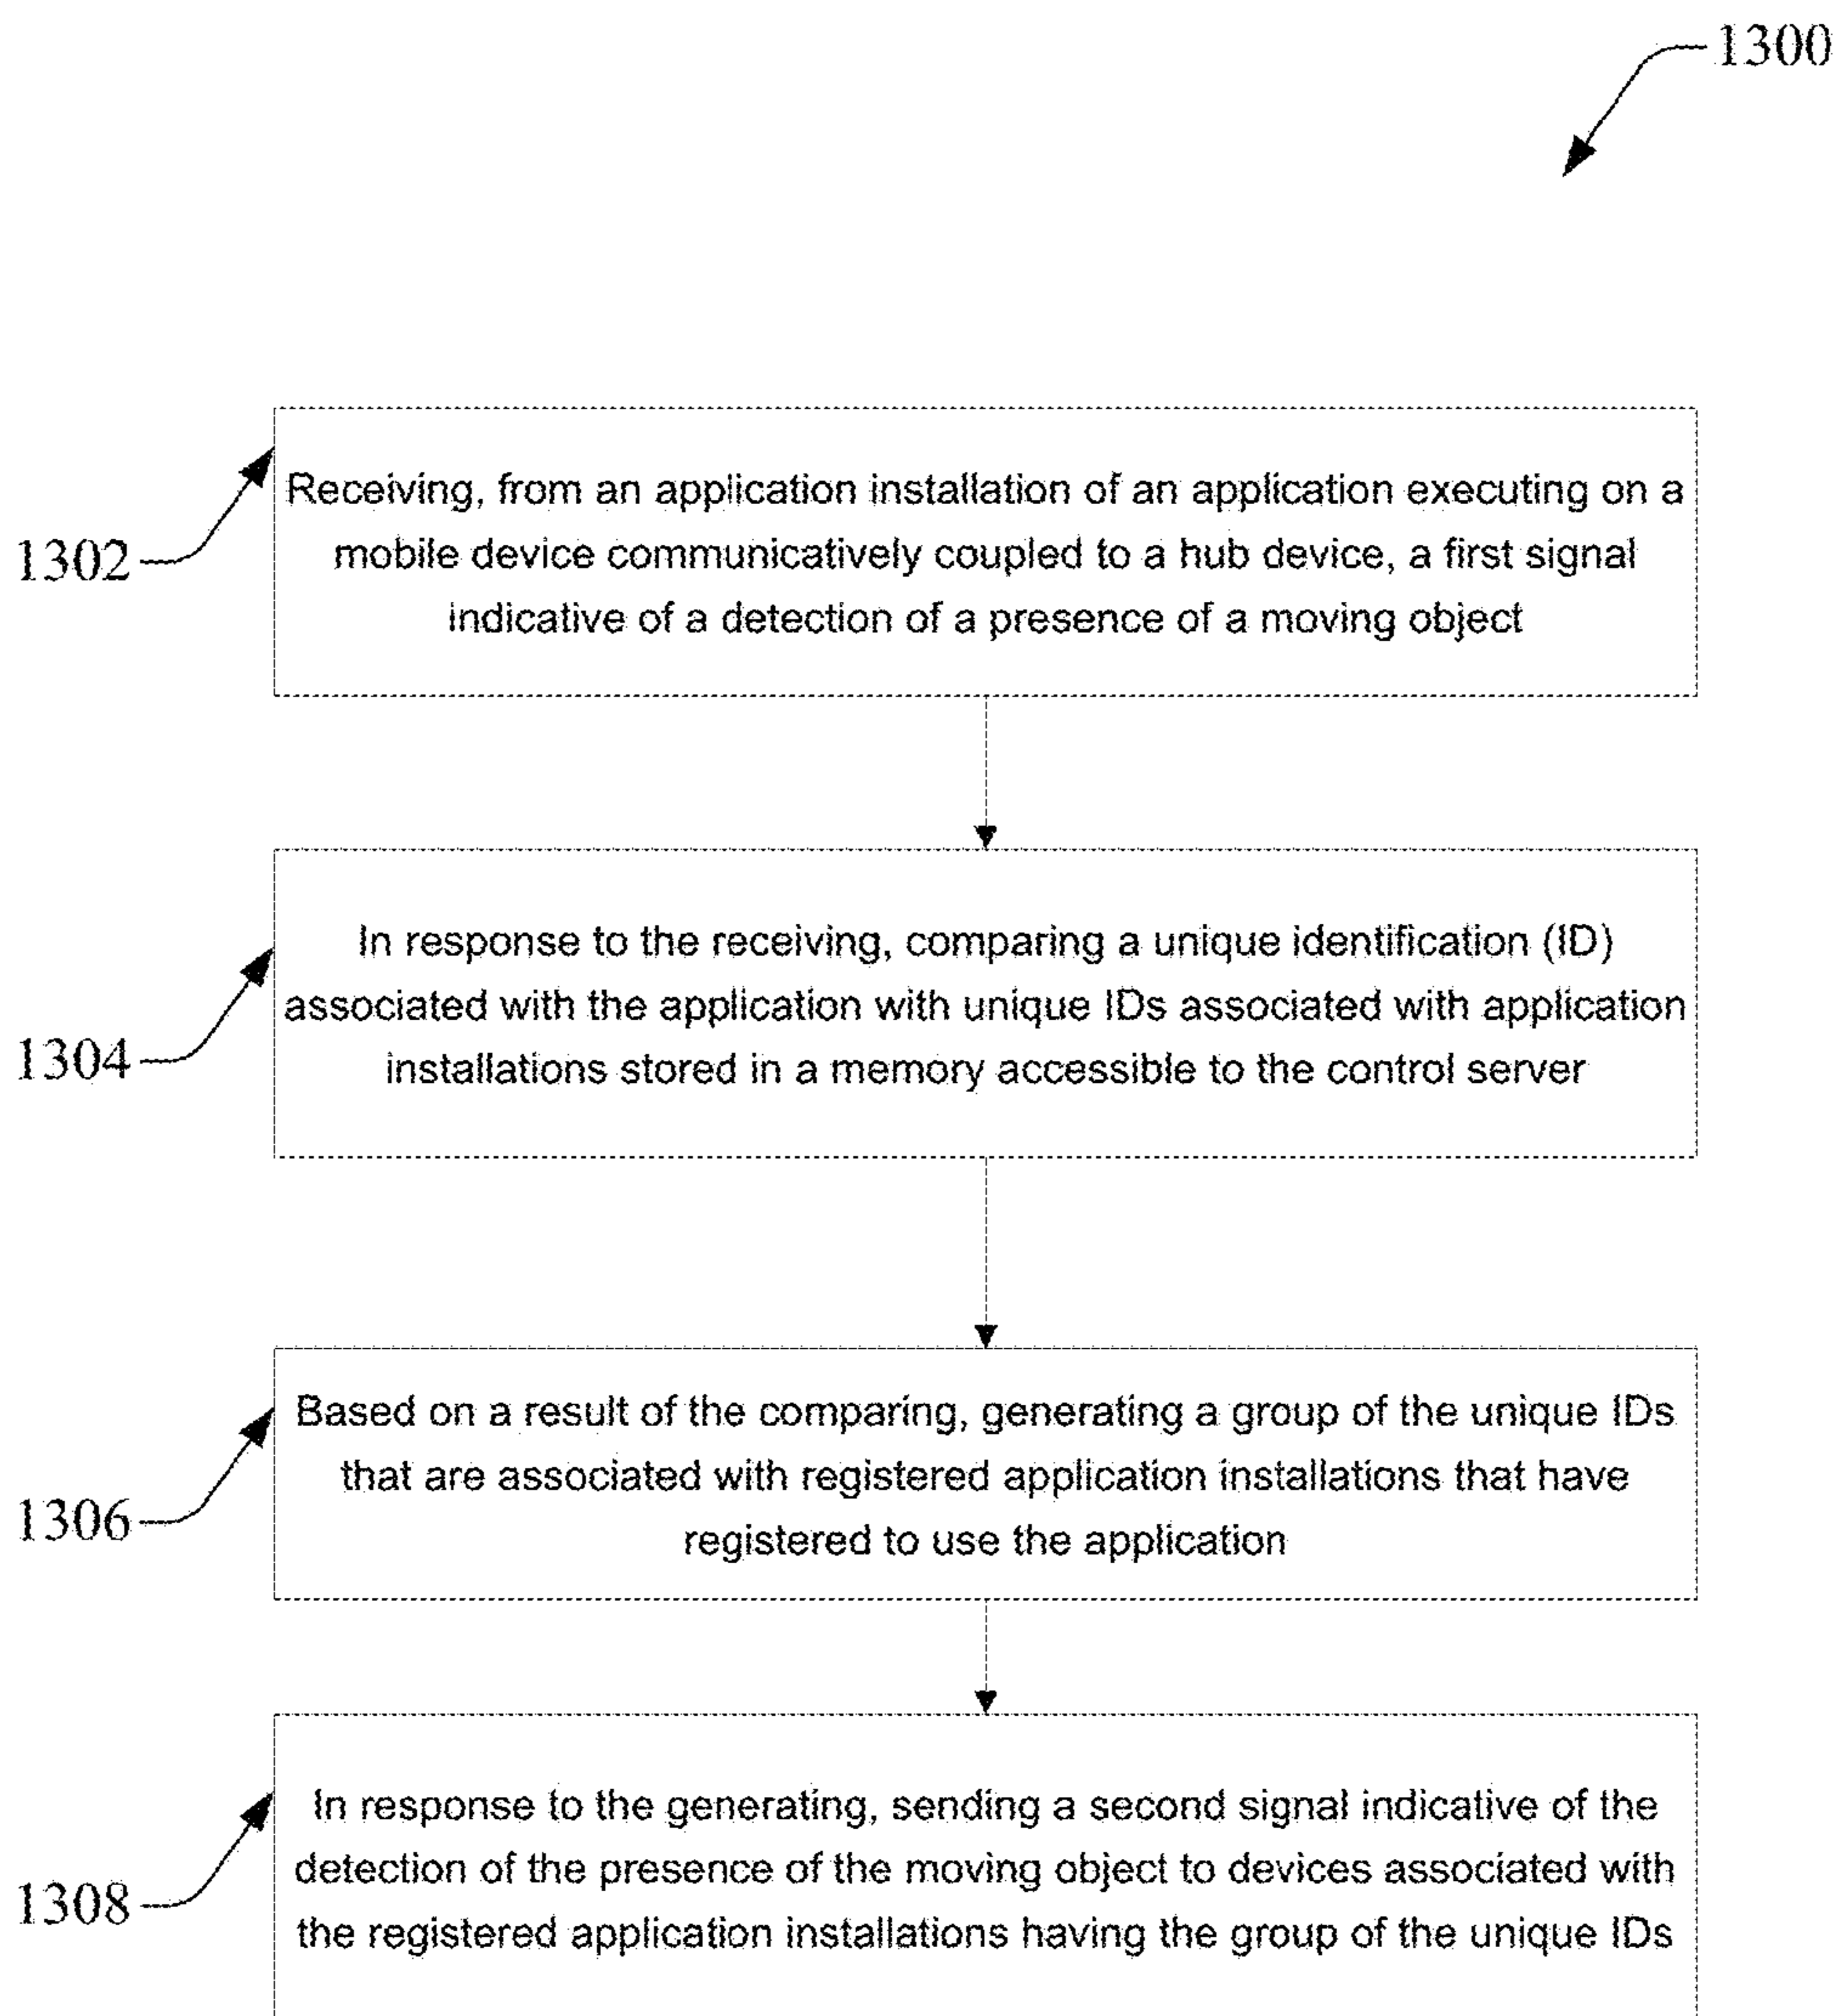 1300
1302
Receiving, from an application installation of an application executing on a
mobile device communicatively coupled to a hub device, a first signal
indicative of a detection of a presence of a moving object
1304
In response to the receiving, comparing a unique identification (ID)
associated with the application with unique IDs associated with application
installations stored in a memory accessible to the control server
1306
Based on a result of the comparing, generating a group of the unique IDs
that are associated with registered application installations that have
registered to use the application
1308
In response to the generating, sending a second signal indicative of the
detection of the presence of the moving object to devices associated with
the registered application installations having the group of the unique IDs